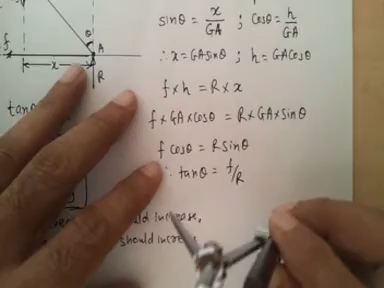 sinθ = x/GA ; cosθ = h/GA
∴ x = GA sinθ ; h = GA cosθ
f × h = R × x
f × GA × cosθ = R × GA × sinθ
f cosθ = R sinθ
∴ tanθ = f/R
f
θ
A
x
R
tan
should increase,
should increase